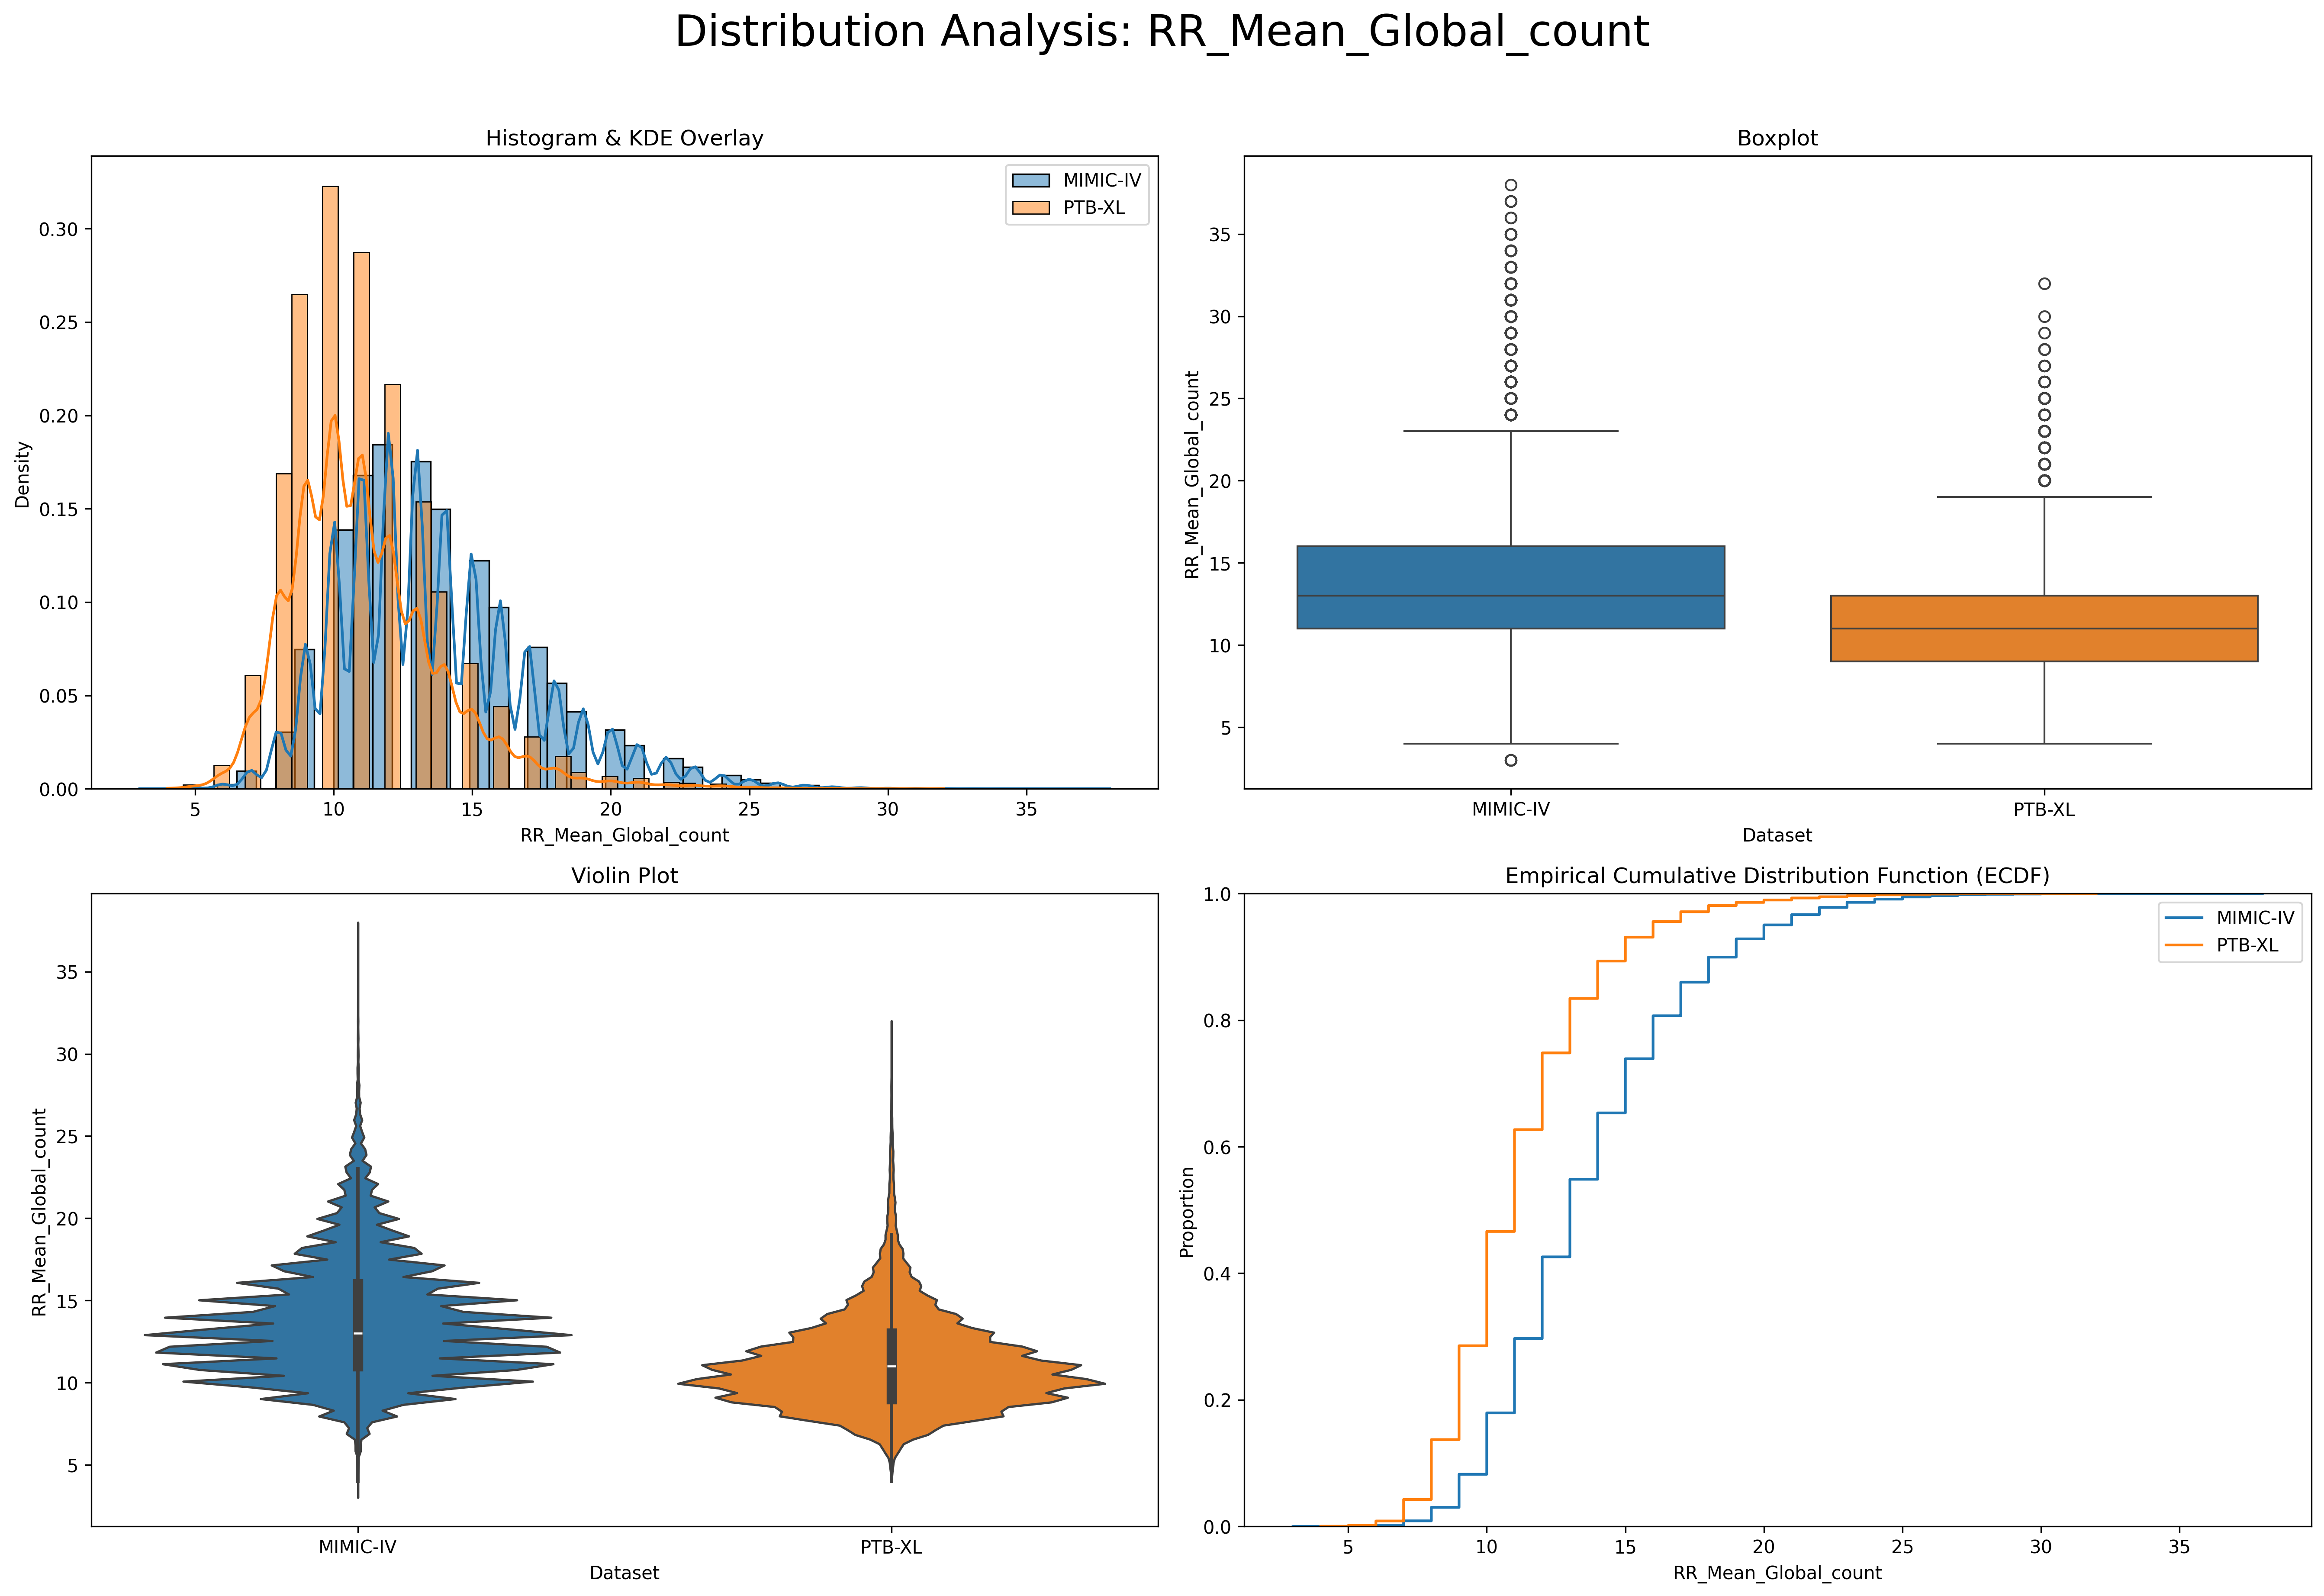 Distribution Analysis: RR_Mean_Global_count
Histogram & KDE Overlay
MIMIC-IV
PTB-XL
Density
0.30
0.25
0.20
0.15
0.10
0.05
0.00
5 10 15 20 25 30 35
RR_Mean_Global_count
Boxplot
RR_Mean_Global_count
35
30
25
20
15
10
5
MIMIC-IV PTB-XL
Dataset
Violin Plot
RR_Mean_Global_count
35
30
25
20
15
10
5
MIMIC-IV PTB-XL
Dataset
Empirical Cumulative Distribution Function (ECDF)
MIMIC-IV
PTB-XL
Proportion
1.0
0.8
0.6
0.4
0.2
0.0
5 10 15 20 25 30 35
RR_Mean_Global_count